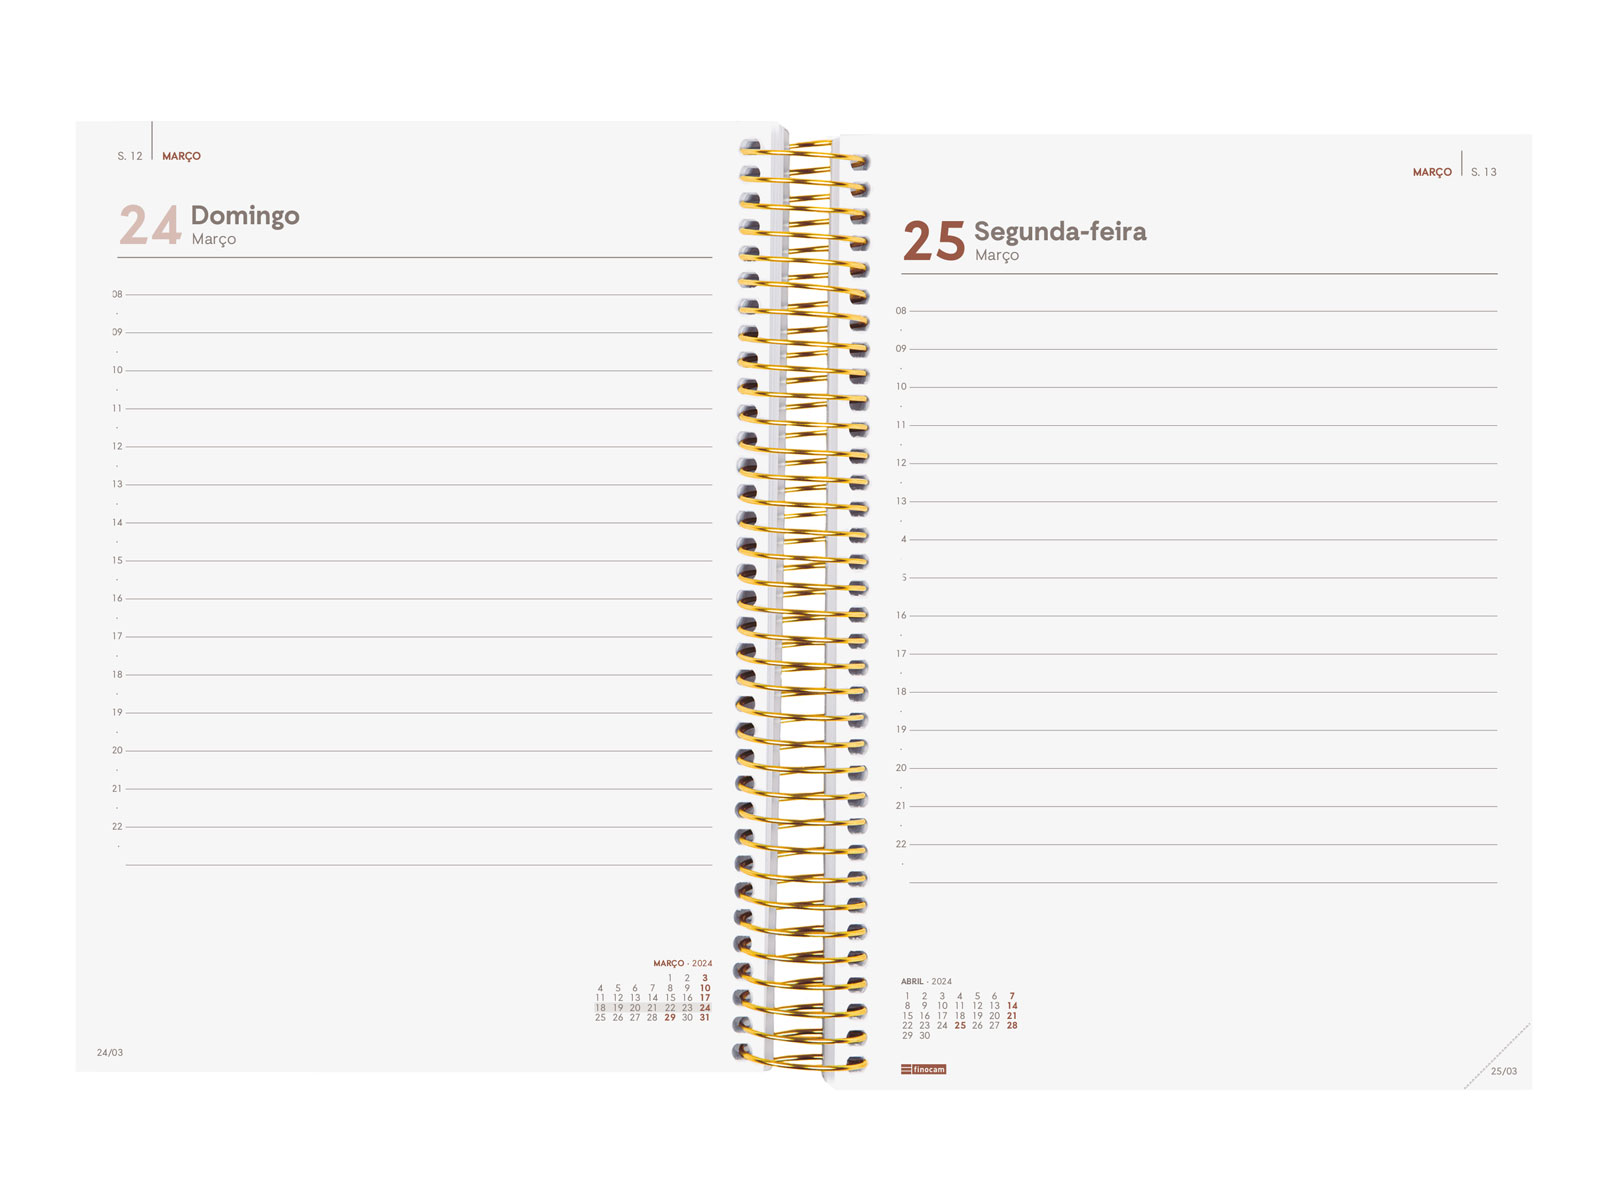 S. 12 MARÇO
24 Domingo
Março
08
09
10
11
12
13
14
15
16
17
18
19
20
21
22
MARÇO · 2024
1 2 3
4 5 6 7 8 9 10
11 12 13 14 15 16 17
18 19 20 21 22 23 24
25 26 27 28 29 30 31
24/03
MARÇO S. 13
25 Segunda-feira
Março
08
09
10
11
12
13
4
5
16
17
18
19
20
21
22
ABRIL · 2024
1 2 3 4 5 6 7
8 9 10 11 12 13 14
15 16 17 18 19 20 21
22 23 24 25 26 27 28
29 30
finocam
25/03